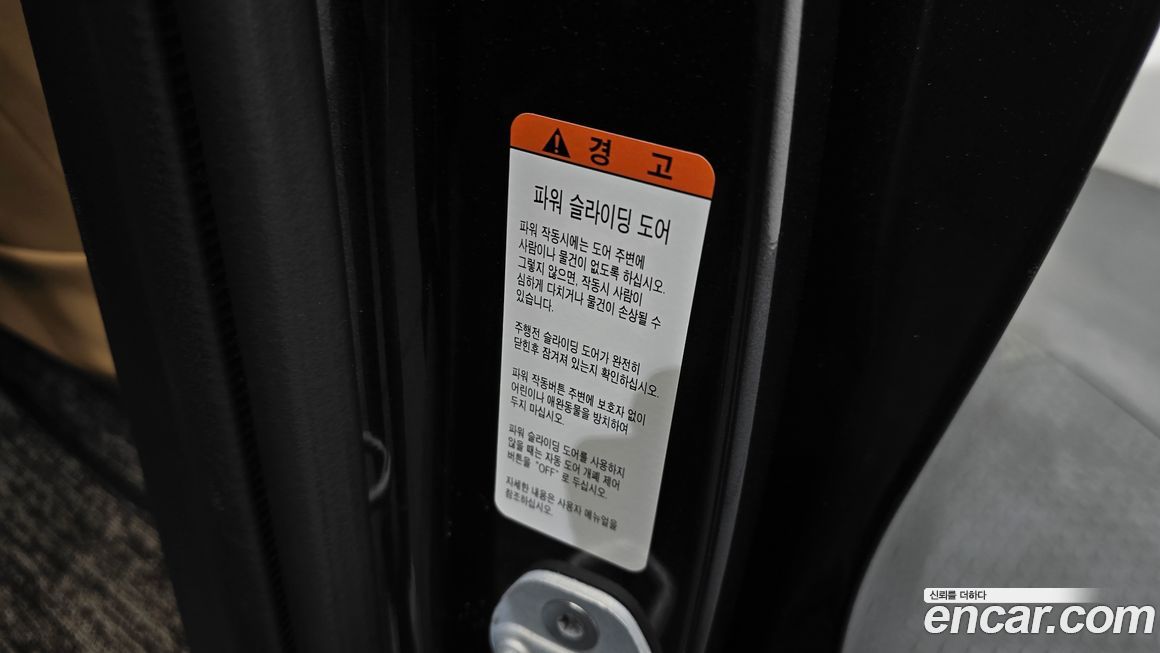 경 고
파워 슬라이딩 도어
파워 작동시에는 도어 주변에
사람이나 물건이 없도록 하십시오.
그렇지 않으면, 작동시 사람이
심하게 다치거나 물건이 손상될 수
있습니다.
주행전 슬라이딩 도어가 완전히
닫힌후 잠겨져 있는지 확인하십시오.
파워 작동버튼 주변에 보호자 없이
어린이나 애완동물을 방치하여
두지 마십시오.
파워 슬라이딩 도어를 사용하지
않을 때는 자동 도어 개폐 제어
버튼을 "OFF" 로 두십시오.
자세한 내용은 사용자 메뉴얼을
참조하십시오.
신뢰를 더하다
encar.com